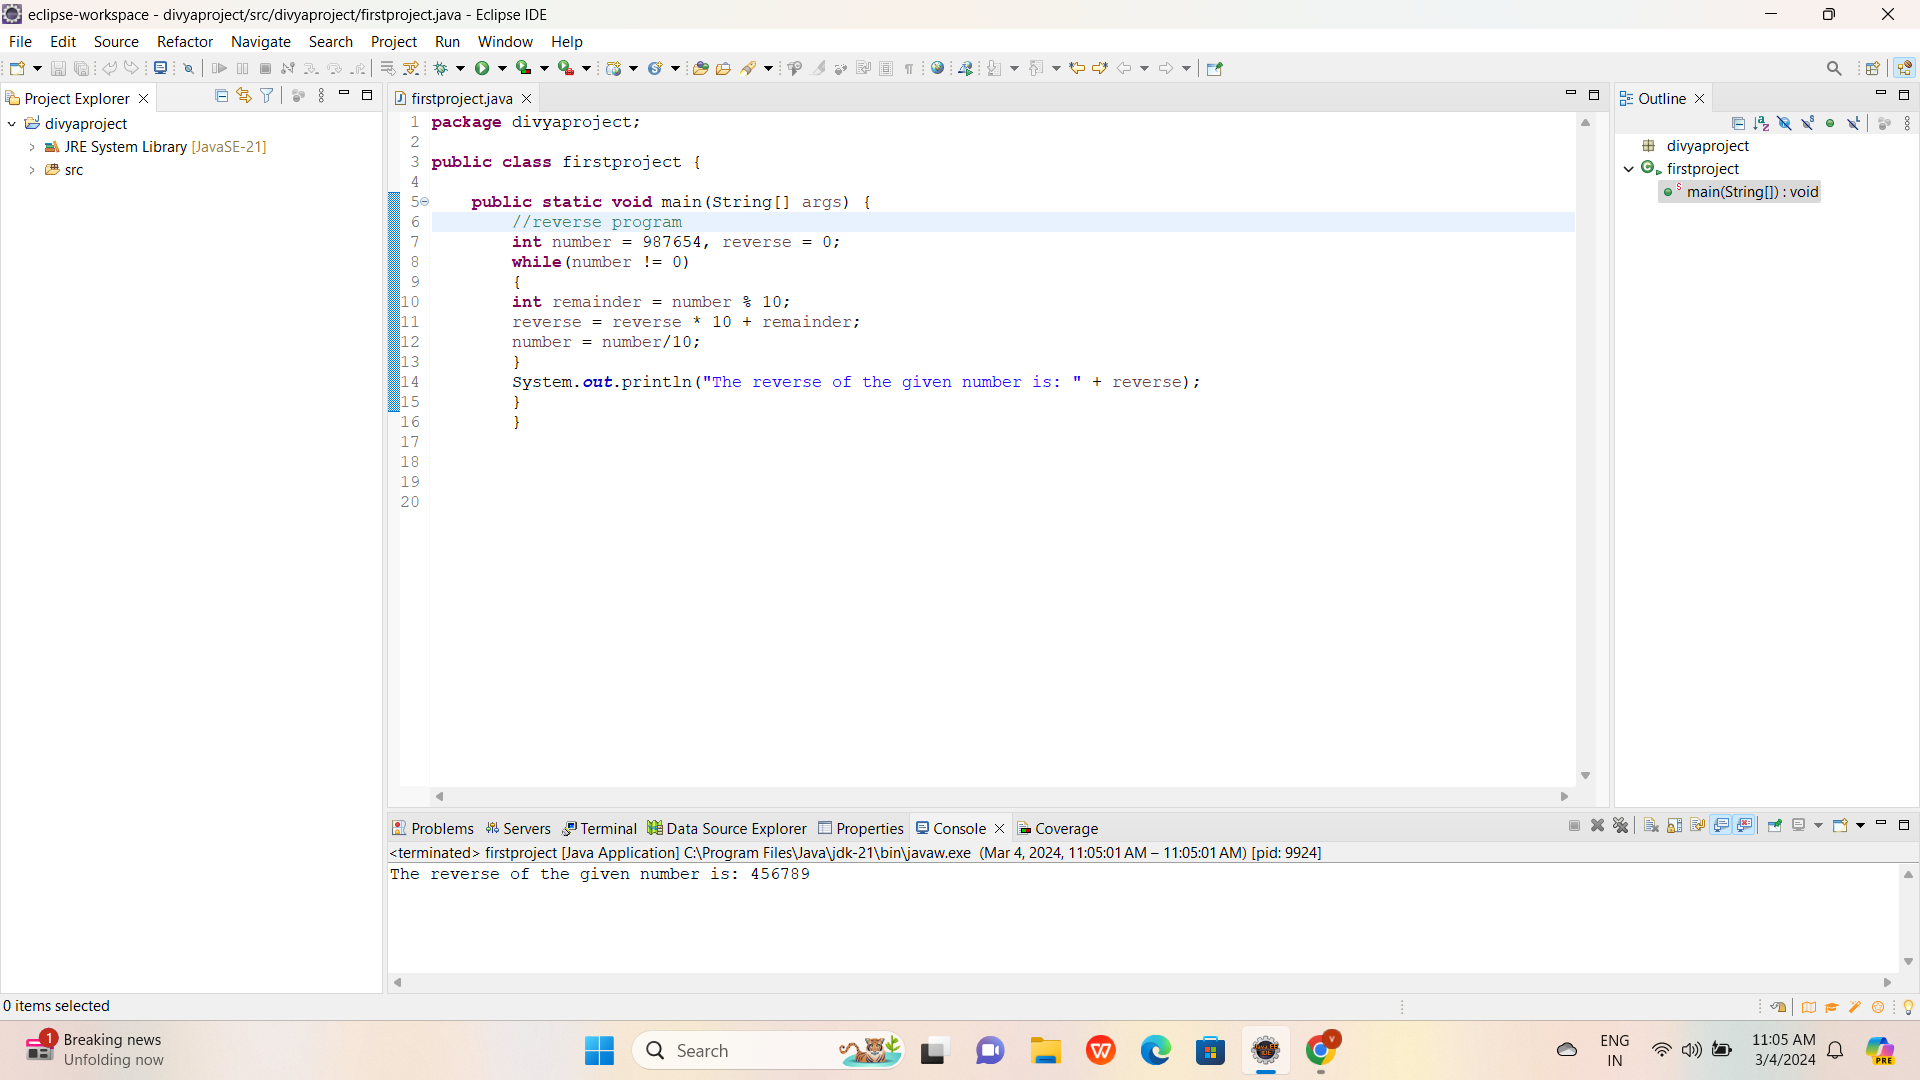 eclipse-workspace - divyaproject/src/divyaproject/firstproject.java - Eclipse IDE
File Edit Source Refactor Navigate Search Project Run Window Help
Project Explorer
divyaproject
JRE System Library [JavaSE-21]
src
firstproject.java
1 package divyaproject;
2
3 public class firstproject {
4
5 public static void main(String[] args) {
6 //reverse program
7 int number = 987654, reverse = 0;
8 while(number != 0)
9 {
10 int remainder = number % 10;
11 reverse = reverse * 10 + remainder;
12 number = number/10;
13 }
14 System.out.println("The reverse of the given number is: " + reverse);
15 }
16 }
17
18
19
20
Outline
divyaproject
firstproject
main(String[]) : void
Problems Servers Terminal Data Source Explorer Properties Console Coverage
<terminated> firstproject [Java Application] C:\Program Files\Java\jdk-21\bin\javaw.exe (Mar 4, 2024, 11:05:01 AM – 11:05:01 AM) [pid: 9924]
The reverse of the given number is: 456789
0 items selected
1
Breaking news
Unfolding now
Search
ENG
IN
11:05 AM
3/4/2024
PRE